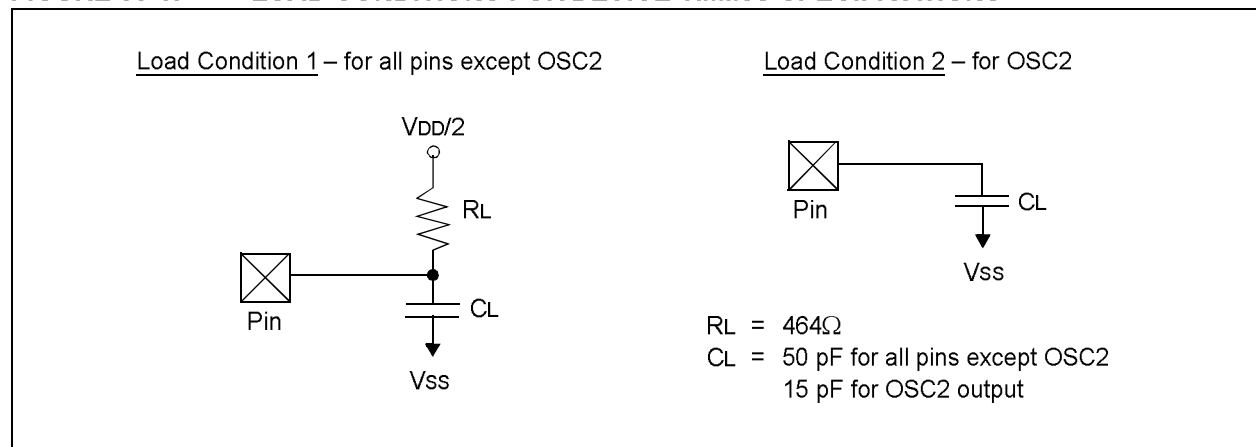 Load Condition 1 – for all pins except OSC2
VDD/2
RL
Pin
CL
VSS
Load Condition 2 – for OSC2
Pin
CL
VSS
RL = 464Ω
CL = 50 pF for all pins except OSC2
15 pF for OSC2 output